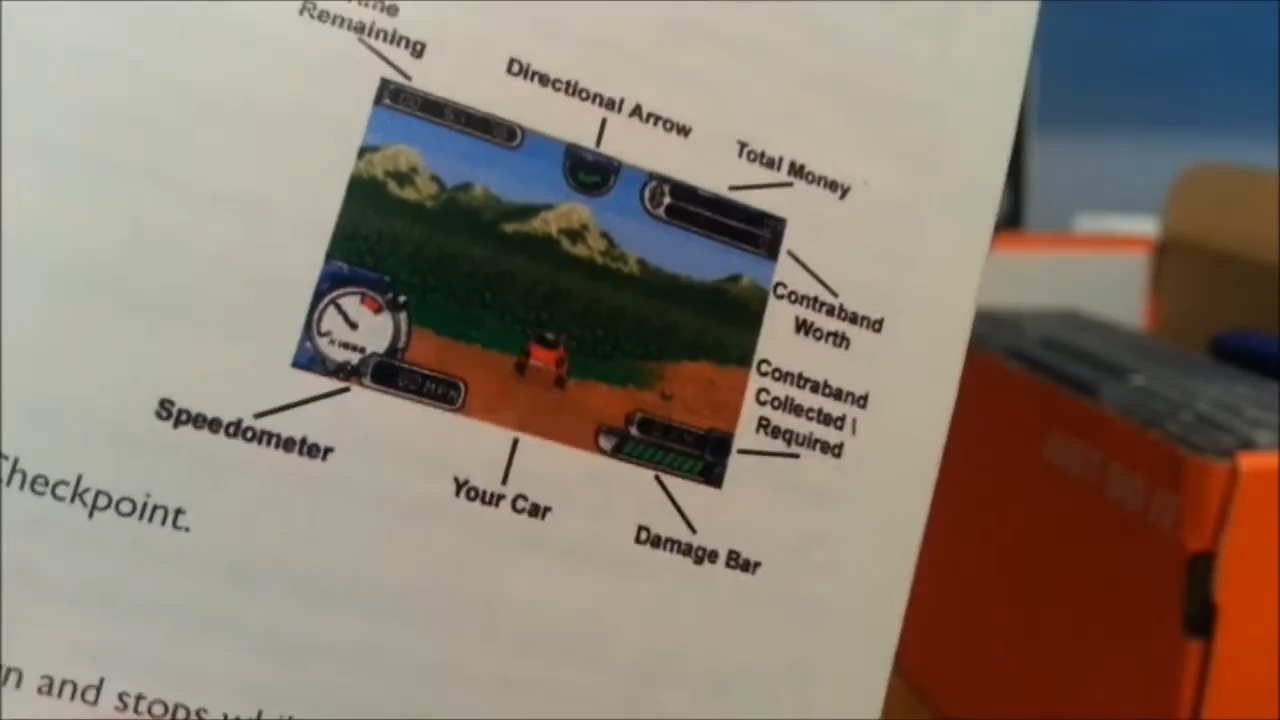 Remaining
Directional Arrow
Total Money
Contraband
Worth
Contraband
Collected |
Required
Speedometer
Your Car
Damage Bar
Checkpoint.
and stops